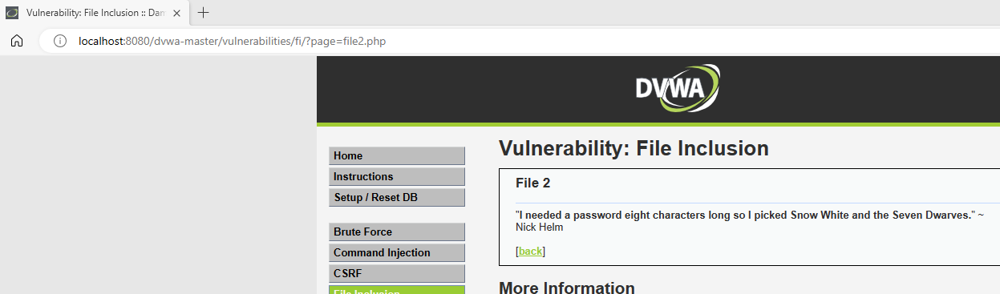 Vulnerability: File Inclusion :: Dam
localhost:8080/dvwa-master/vulnerabilities/fi/?page=file2.php
DVWA
Home
Instructions
Setup / Reset DB
Brute Force
Command Injection
CSRF
File Inclusion
Vulnerability: File Inclusion
File 2
"I needed a password eight characters long so I picked Snow White and the Seven Dwarves." ~
Nick Helm
[back]
More Information